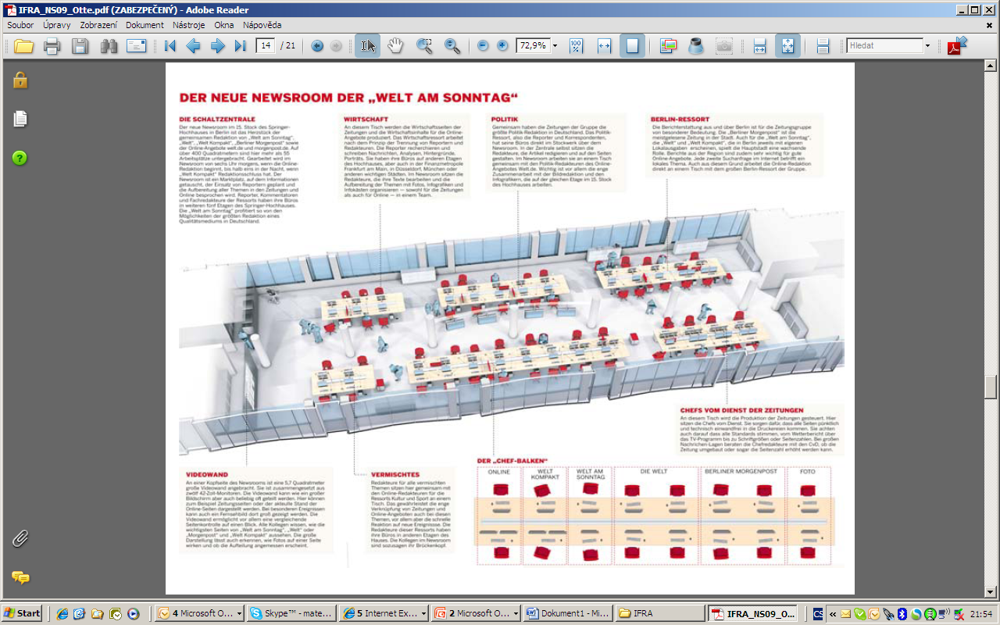 IFRA_NS09_Otte.pdf (ZABEZPEČENÝ) - Adobe Reader
Soubor Úpravy Zobrazení Dokument Nástroje Okna Nápověda
14 / 21 72,9% Hledat
DER NEUE NEWSROOM DER „WELT AM SONNTAG“
DIE SCHALTZENTRALE
Der neue Newsroom im 15. Stock des Springer-
Hochhauses in Berlin ist das Herzstück der
gemeinsamen Redaktion von „Welt am Sonntag“,
„Welt“, „Welt Kompakt“, „Berliner Morgenpost“ sowie
der Online-Angebote welt.de und morgenpost.de. Auf
über 400 Quadratmetern sind hier mehr als 55
Arbeitsplätze untergebracht. Gearbeitet wird im
Newsroom von sechs Uhr morgens, wenn die Online-
Redaktion beginnt, bis halb eins in der Nacht, wenn
„Welt Kompakt“ Redaktionsschluss hat. Der
Newsroom ist ein Marktplatz, auf dem Informationen
getauscht, der Einsatz von Reportern geplant und
die Aufbereitung aller Themen in den Zeitungen und
Online besprochen wird. Reporter, Kommentatoren
und Fachredakteure der Ressorts haben ihre Büros
in weiteren fünf Etagen des Springer-Hochhauses.
Die „Welt am Sonntag“ profitiert so von den
Möglichkeiten der größten Redaktion eines
Qualitätsmediums in Deutschland.
WIRTSCHAFT
An diesem Tisch werden die Wirtschaftsseiten der
Zeitungen und die Wirtschaftsinhalte für die Online-
Angebote produziert. Das Wirtschaftsressort arbeitet
nach dem Prinzip der Trennung von Reportern und
Redakteuren. Die Reporter recherchieren und
schreiben Nachrichten, Analysen, Hintergründe,
Porträts. Sie haben ihre Büros auf anderen Etagen
des Hochhauses, aber auch in der Finanzmetropole
Frankfurt am Main, in Düsseldorf, München oder
anderen wichtigen Städten. Im Newsroom sitzen die
Redakteure, die ihre Texte bearbeiten und die
Aufbereitung der Themen mit Fotos, Infografiken und
Infokästen organisieren — sowohl für die Zeitungen
als auch für Online — in einem Team.
POLITIK
Gemeinsam haben die Zeitungen der Gruppe die
größte Politik-Redaktion in Deutschland. Das Politik-
Ressort, also die Reporter und Korrespondenten,
hat seine Büros direkt im Stockwerk über dem
Newsroom. In der Zentrale selbst sitzen die
Redakteure, die Artikel redigieren und auf den Seiten
gestalten. Im Newsroom arbeiten sie an einem Tisch
gemeinsam mit den Politik-Redakteuren des Online-
Angebotes Welt.de. Wichtig ist vor allem die enge
Zusammenarbeit mit der Bildredaktion und den
Infografikern, die auf der gleichen Etage im 15. Stock
des Hochhauses arbeiten.
BERLIN-RESSORT
Die Berichterstattung aus und über Berlin ist für die Zeitungsgruppe
von besonderer Bedeutung. Die „Berliner Morgenpost“ ist die
meistgelesene Zeitung in der Stadt. Auch für die „Welt am Sonntag“,
die „Welt“ und „Welt Kompakt“, die in Berlin jeweils mit eigenen
Lokalausgaben erscheinen, spielt die Hauptstadt eine wachsende
Rolle. Berichte aus der Region sind zudem sehr wichtig für gute
Online-Angebote. Jede zweite Suchanfrage im Internet betrifft ein
lokales Thema. Auch aus diesem Grund arbeitet die Online-Redaktion
direkt an einem Tisch mit dem großen Berlin-Ressort der Gruppe.
CHEFS VOM DIENST DER ZEITUNGEN
An diesem Tisch wird die Produktion der Zeitungen gesteuert. Hier
sitzen die Chefs vom Dienst. Sie sorgen dafür, dass alle Seiten pünktlich
und technisch einwandfrei in die Druckereien kommen. Sie achten
auch darauf dass alle Standards stimmen, vom Wetterbericht über
das TV-Programm bis zu Schriftgrößen oder Seitenzahlen. Bei großen
Nachrichten-Lagen beraten die Chefredakteure mit den CvD, ob die
Zeitung umgebaut oder sogar die Seitenzahl erhöht werden kann.
VIDEOWAND
An einer Kopfseite des Newsrooms ist eine 5,7 Quadratmeter
große Videowand angebracht. Sie ist zusammengesetzt aus
zwölf 42-Zoll-Monitoren. Die Videowand kann wie ein großer
Bildschirm aber auch beliebig oft geteilt werden. Hier können
zum Beispiel Zeitungsseiten oder der aktuelle Stand der
Online-Seiten dargestellt werden. Bei besonderen Ereignissen
kann auch ein Fernsehbild dort groß gezeigt werden. Die
Videowand ermöglicht vor allem eine vergleichende
Seitenkontrolle auf einen Blick. Alle Kollegen wissen, wie die
wichtigsten Seiten von „Welt am Sonntag“, „Welt“ oder
„Morgenpost“ und „Welt Kompakt“ aussehen. Die große
Darstellung lässt auch erkennen, wie Fotos auf einer Seite
wirken und ob die Aufteilung angemessen erscheint.
VERMISCHTES
Redakteure für alle vermischten
Themen sitzen hier gemeinsam mit
den Online-Redakteuren für die
Ressorts Kultur und Sport an einem
Tisch. Das gewährleistet die enge
Verknüpfung von Zeitungen und
Online-Angeboten auch bei diesen
Themen, vor allem aber die schnelle
Reaktion auf neue Ereignisse. Die
Redakteure dieser Ressorts haben
ihre Büros in anderen Etagen des
Hauses. Die Kollegen im Newsroom
sind sozusagen ihr Brückenkopf.
DER „CHEF-BALKEN“
ONLINE
WELT KOMPAKT
WELT AM SONNTAG
DIE WELT
BERLINER MORGENPOST
FOTO
Start 4 Microsoft O... Skype™ - mate... 5 Internet Ex... 2 Microsoft O... Dokument1 - Mi... IFRA IFRA_NS09_O... CS 21:54